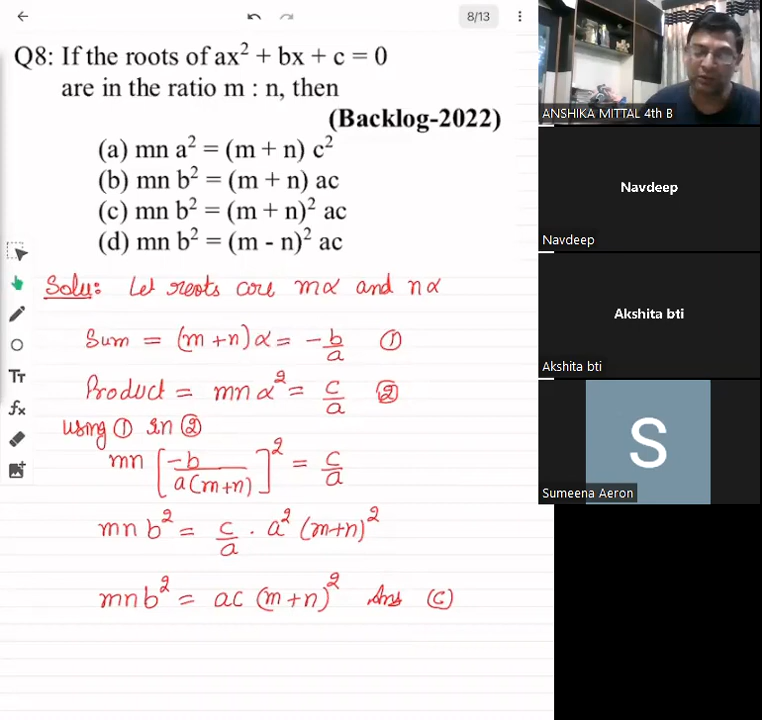 8/13
Q8: If the roots of ax² + bx + c = 0
are in the ratio m : n, then
(Backlog-2022)
(a) mn a² = (m + n) c²
(b) mn b² = (m + n) ac
(c) mn b² = (m + n)² ac
(d) mn b² = (m - n)² ac
Solu: Let roots are mα and nα
Sum = (m+n)α = -b/a ①
Product = mnα² = c/a ②
using ① in ②
mn [-b/a(m+n)]² = c/a
mnb² = c/a · a² (m+n)²
mnb² = ac (m+n)² Ans (c)
Tт
fx
ANSHIKA MITTAL 4th B
Navdeep
Navdeep
Akshita bti
Akshita bti
S
Sumeena Aeron